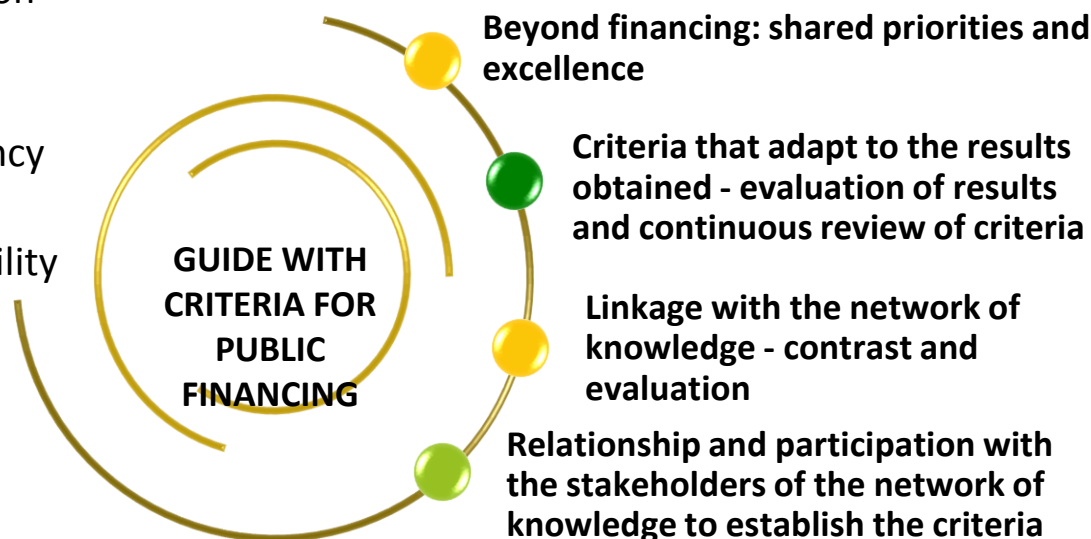 Beyond financing: shared priorities and
excellence
Criteria that adapt to the results
obtained - evaluation of results
and continuous review of criteria
GUIDE WITH
CRITERIA FOR
PUBLIC
FINANCING
Linkage with the network of
knowledge - contrast and
evaluation
Relationship and participation with
the stakeholders of the network of
knowledge to establish the criteria